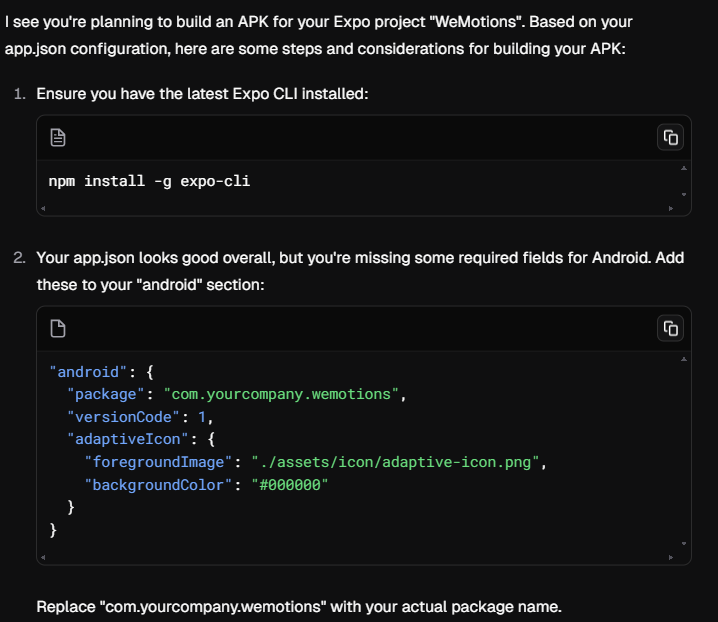 I see you're planning to build an APK for your Expo project "WeMotions". Based on your
app.json configuration, here are some steps and considerations for building your APK:
1. Ensure you have the latest Expo CLI installed:
npm install -g expo-cli
2. Your app.json looks good overall, but you're missing some required fields for Android. Add
these to your "android" section:
"android": {
  "package": "com.yourcompany.wemotions",
  "versionCode": 1,
  "adaptiveIcon": {
    "foregroundImage": "./assets/icon/adaptive-icon.png",
    "backgroundColor": "#000000"
  }
}
Replace "com.yourcompany.wemotions" with your actual package name.